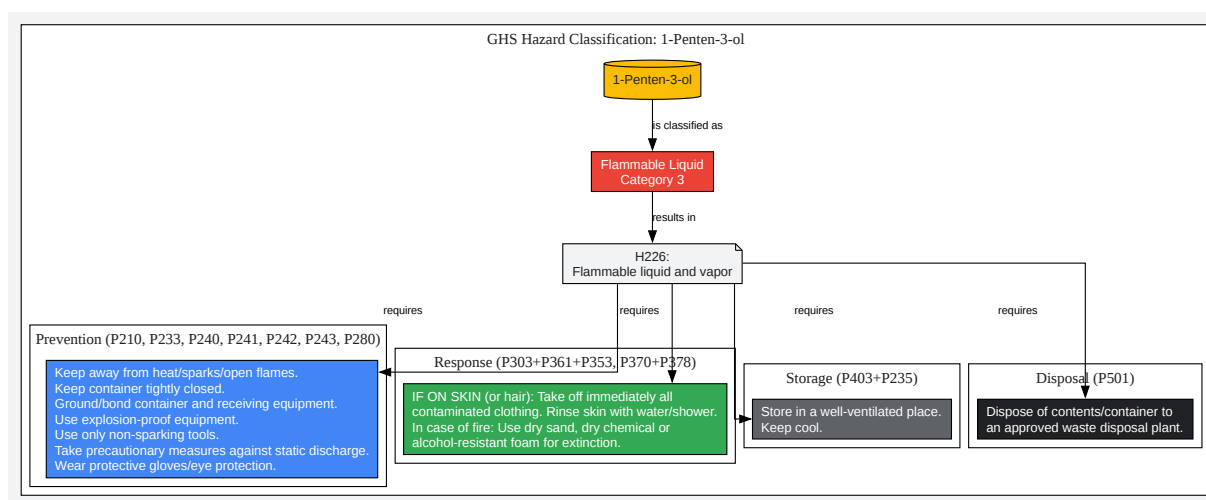 GHS Hazard Classification: 1-Penten-3-ol
1-Penten-3-ol
is classified as
Flammable Liquid
Category 3
results in
H226:
Flammable liquid and vapor
requires
requires
requires
requires
Prevention (P210, P233, P240, P241, P242, P243, P280)
Keep away from heat/sparks/open flames.
Keep container tightly closed.
Ground/bond container and receiving equipment.
Use explosion-proof equipment.
Use only non-sparking tools.
Take precautionary measures against static discharge.
Wear protective gloves/eye protection.
Response (P303+P361+P353, P370+P378)
IF ON SKIN (or hair): Take off immediately all
contaminated clothing. Rinse skin with water/shower.
In case of fire: Use dry sand, dry chemical or
alcohol-resistant foam for extinction.
Storage (P403+P235)
Store in a well-ventilated place.
Keep cool.
Disposal (P501)
Dispose of contents/container to
an approved waste disposal plant.